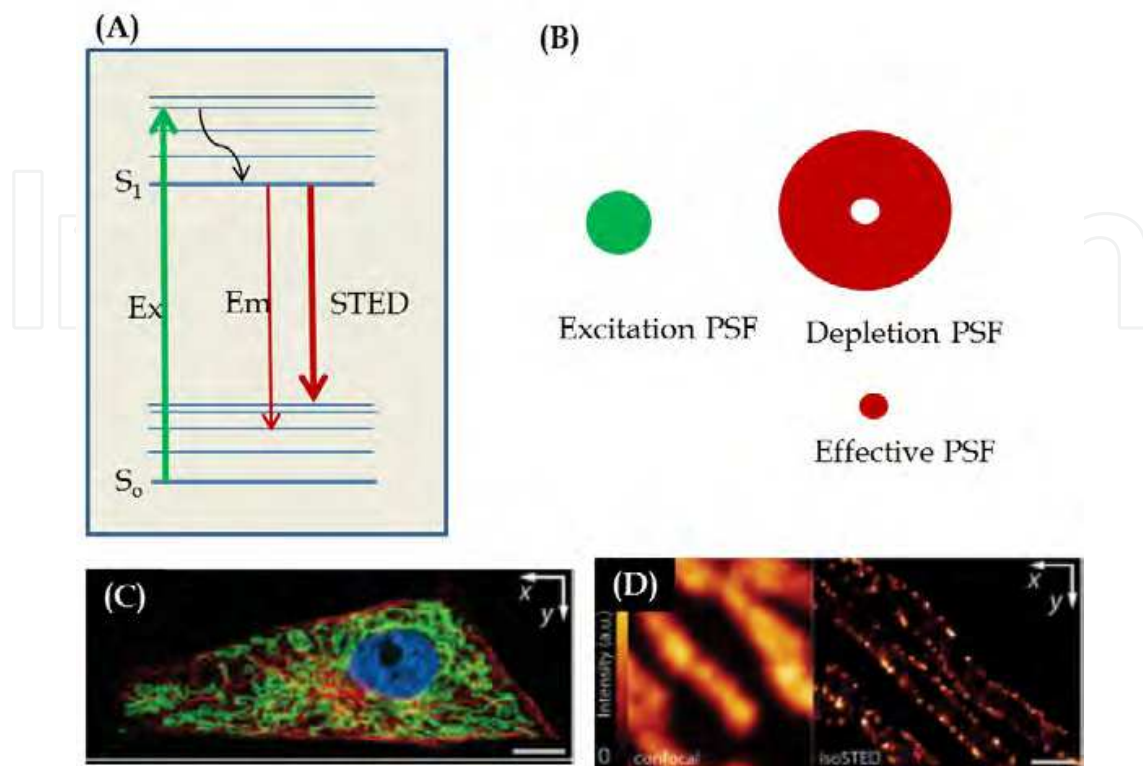 (A)
(B)
S₁
Ex
Em
STED
Sₒ
Excitation PSF
Depletion PSF
Effective PSF
(C)
x
y
(D)
Intensity (a.u.)
0
confocal
isoSTED
x
y